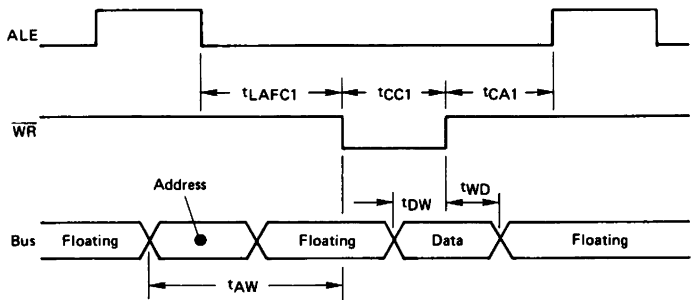 ALE
tLAFC1 tCC1 tCA1
WR
Address
tDW tWD
Bus Floating Floating Data Floating
tAW